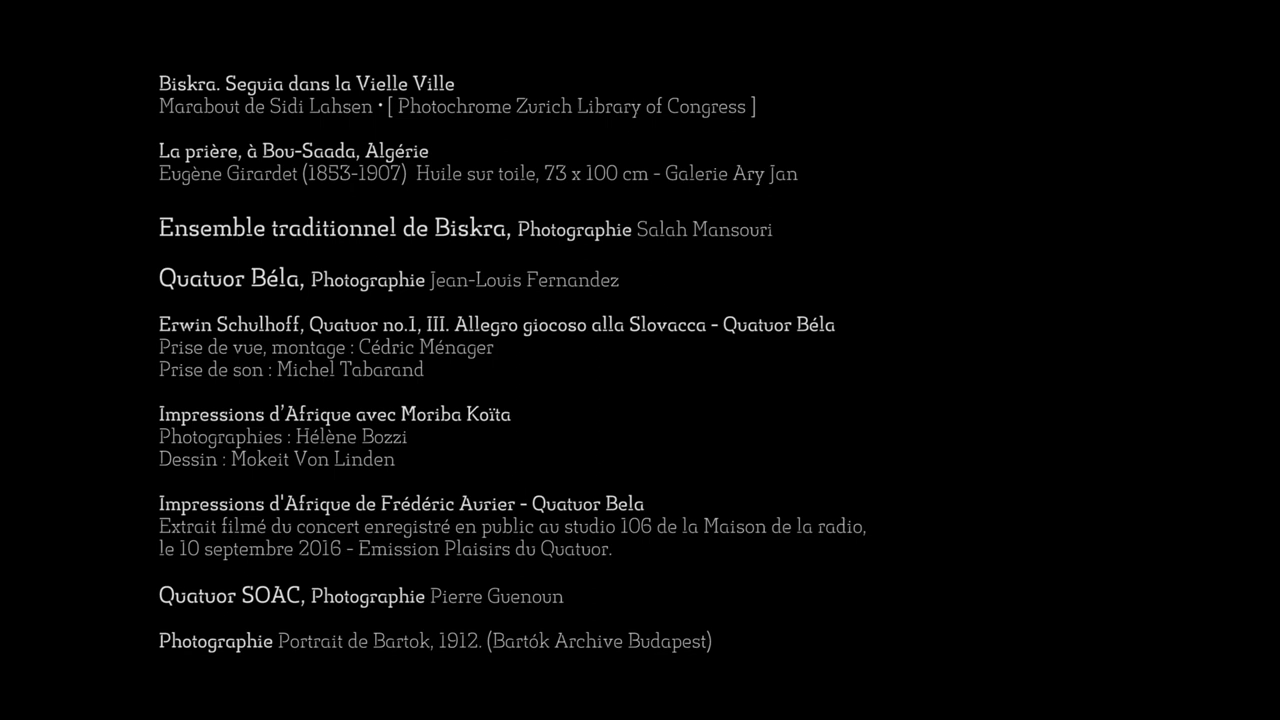 Biskra. Seguia dans la Vielle Ville
Marabout de Sidi Lahsen • [ Photochrome Zurich Library of Congress ]
La prière, à Bou-Saada, Algérie
Eugène Girardet (1853-1907) Huile sur toile, 73 x 100 cm - Galerie Ary Jan
Ensemble traditionnel de Biskra, Photographie Salah Mansouri
Quatuor Béla, Photographie Jean-Louis Fernandez
Erwin Schulhoff, Quatuor no.1, III. Allegro giocoso alla Slovacca - Quatuor Béla
Prise de vue, montage : Cédric Ménager
Prise de son : Michel Tabarand
Impressions d’Afrique avec Moriba Koïta
Photographies : Hélène Bozzi
Dessin : Mokeit Von Linden
Impressions d'Afrique de Frédéric Aurier - Quatuor Bela
Extrait filmé du concert enregistré en public au studio 106 de la Maison de la radio,
le 10 septembre 2016 - Emission Plaisirs du Quatuor.
Quatuor SOAC, Photographie Pierre Guenoun
Photographie Portrait de Bartok, 1912. (Bartók Archive Budapest)